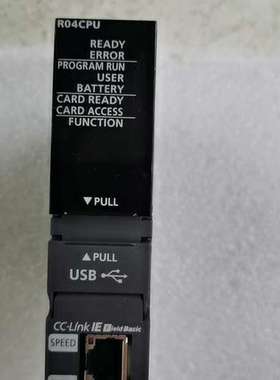 R04CPU
READY
ERROR
PROGRAM RUN
USER
BATTERY
CARD READY
CARD ACCESS
FUNCTION
▼PULL
▲PULL
USB
CC-Link IE Field Basic
SPEED